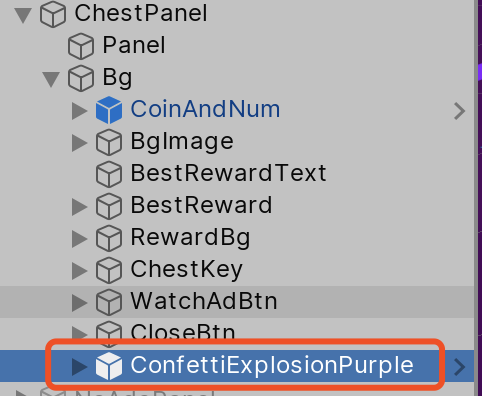 ChestPanel
Panel
Bg
CoinAndNum
BgImage
BestRewardText
BestReward
RewardBg
ChestKey
WatchAdBtn
CloseBtn
ConfettiExplosionPurple